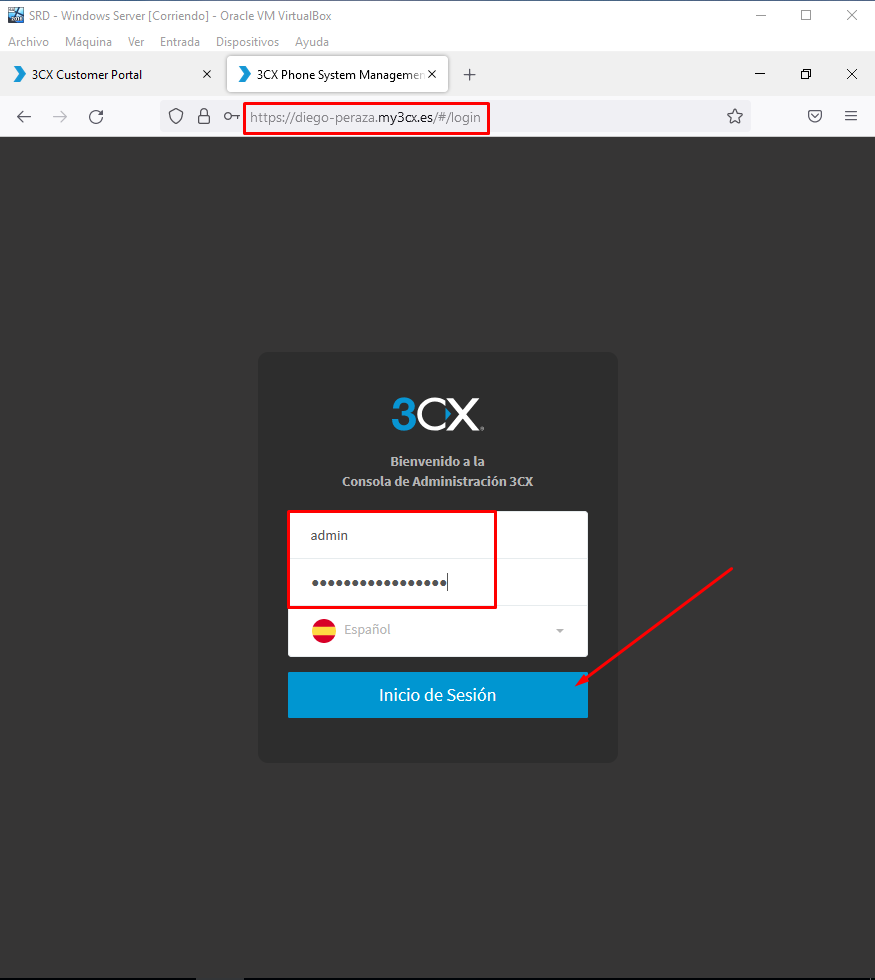 SRD - Windows Server [Corriendo] - Oracle VM VirtualBox
Archivo Máquina Ver Entrada Dispositivos Ayuda
3CX Customer Portal
3CX Phone System Managemen
https://diego-peraza.my3cx.es/#/login
3CX
Bienvenido a la
Consola de Administración 3CX
admin
•••••••••••••••••
Español
Inicio de Sesión